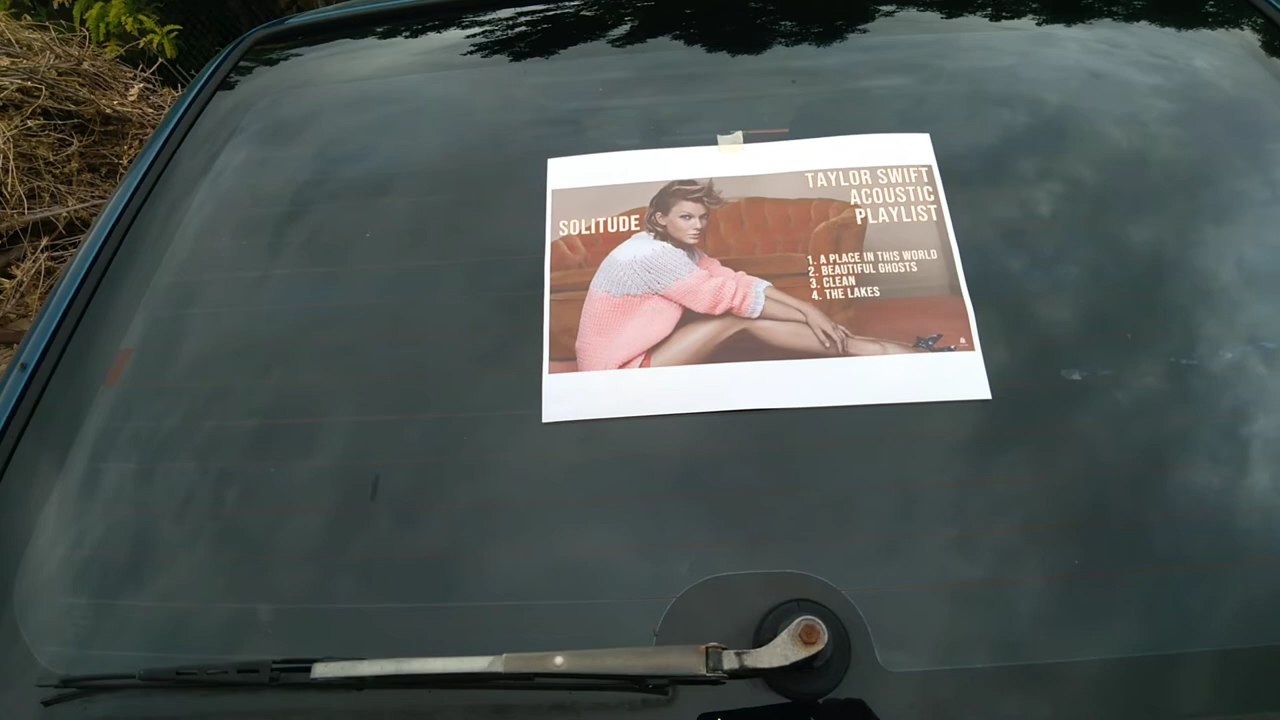 SOLITUDE
TAYLOR SWIFT
ACOUSTIC
PLAYLIST
1. A PLACE IN THIS WORLD
2. BEAUTIFUL GHOSTS
3. CLEAN
4. THE LAKES